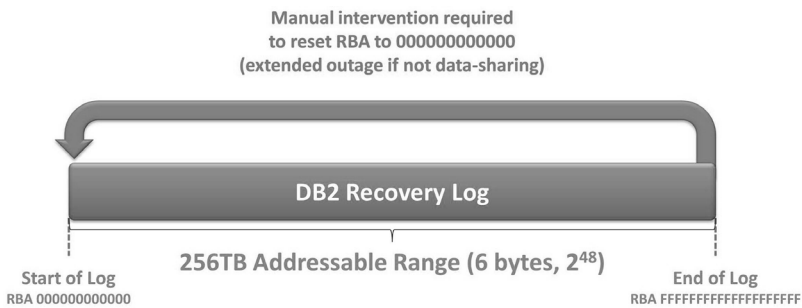 Manual intervention required
to reset RBA to 000000000000
(extended outage if not data-sharing)
DB2 Recovery Log
256TB Addressable Range (6 bytes, 2⁴⁸)
Start of Log
RBA 000000000000
End of Log
RBA FFFFFFFFFFFFFFFFFFFF